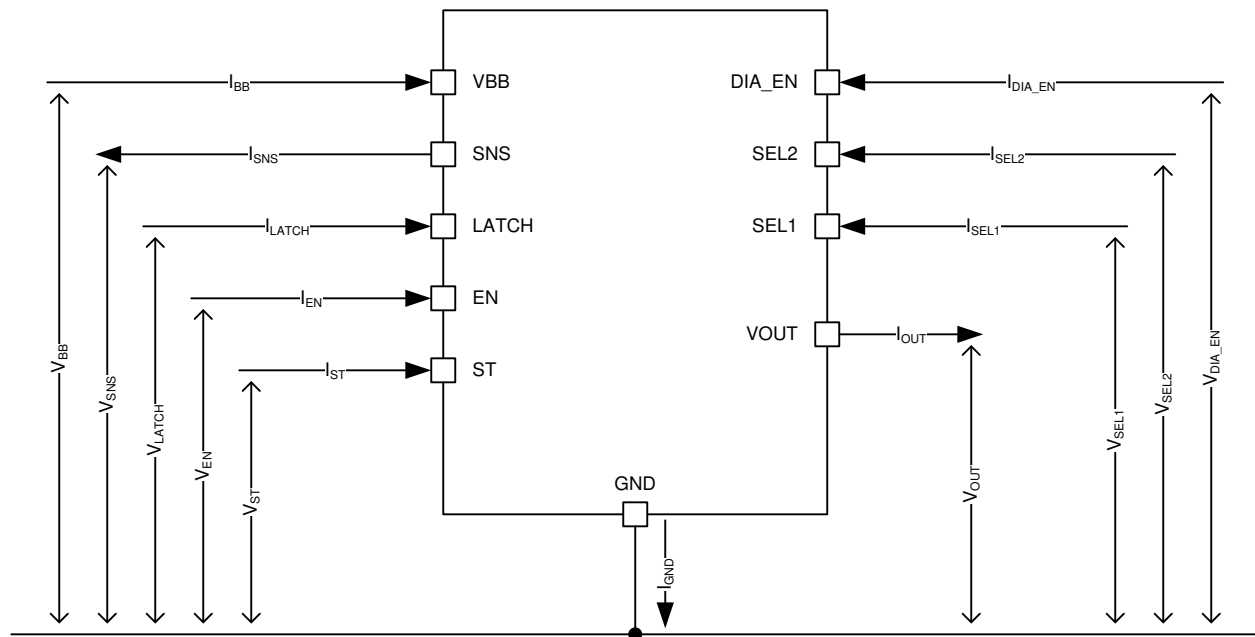 I_BB VBB DIA_EN I_DIA_EN
I_SNS SNS SEL2 I_SEL2
I_LATCH LATCH SEL1 I_SEL1
I_EN EN
VOUT I_OUT
I_ST ST
V_BB
V_SNS
V_LATCH
V_EN
V_ST
GND
I_GND
V_OUT
V_SEL1
V_SEL2
V_DIA_EN